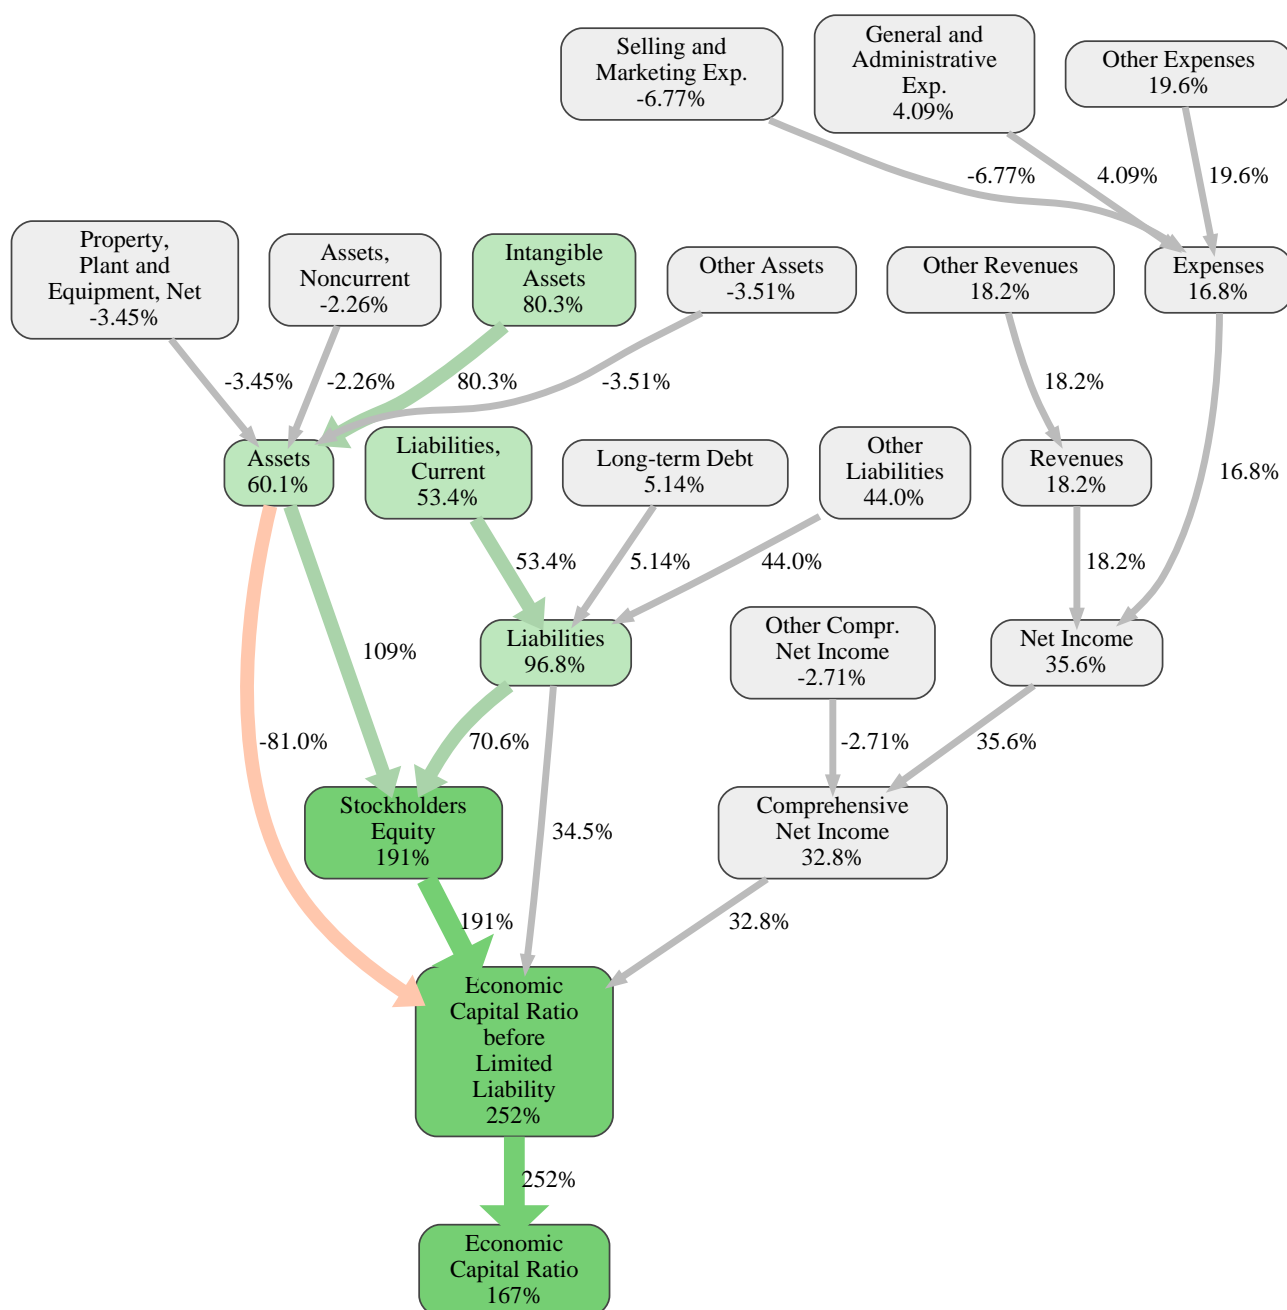 Selling and
Marketing Exp.
-6.77%
General and
Administrative
Exp.
4.09%
Other Expenses
19.6%
-6.77%
4.09%
19.6%
Property,
Plant and
Equipment, Net
-3.45%
Assets,
Noncurrent
-2.26%
Intangible
Assets
80.3%
Other Assets
-3.51%
Other Revenues
18.2%
Expenses
16.8%
-3.45%
-2.26%
80.3%
-3.51%
18.2%
Assets
60.1%
Liabilities,
Current
53.4%
Long-term Debt
5.14%
Other
Liabilities
44.0%
Revenues
18.2%
16.8%
53.4%
5.14%
44.0%
18.2%
109%
Liabilities
96.8%
Other Compr.
Net Income
-2.71%
Net Income
35.6%
-81.0%
70.6%
-2.71%
35.6%
Stockholders
Equity
191%
34.5%
Comprehensive
Net Income
32.8%
191%
32.8%
Economic
Capital Ratio
before
Limited
Liability
252%
252%
Economic
Capital Ratio
167%